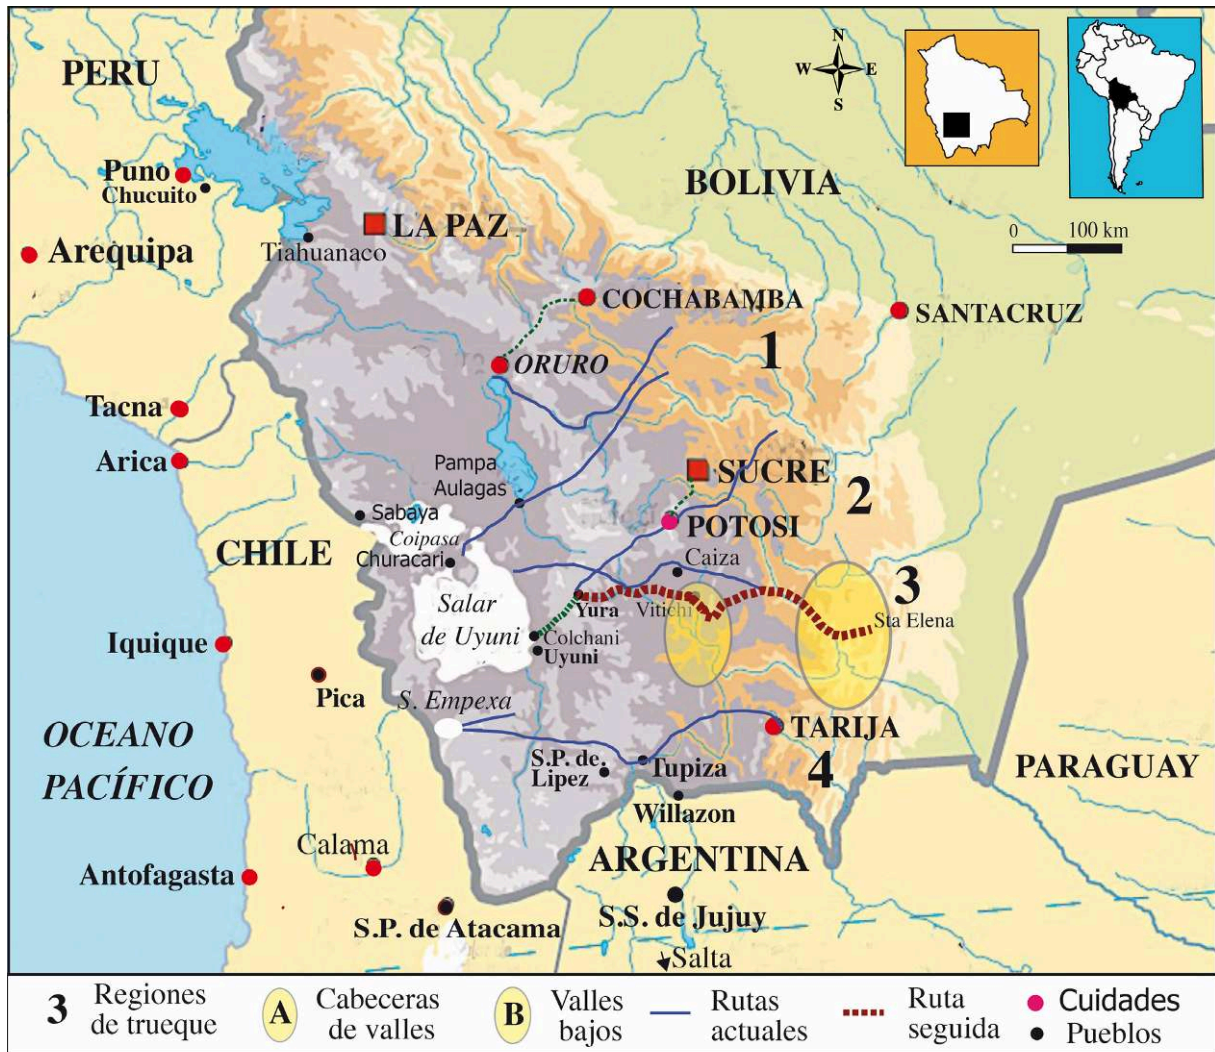 PERU
N
W E
S
Puno
Chucuito
BOLIVIA
LA PAZ
Arequipa
Tiahuanaco
0 100 km
COCHABAMBA
SANTACRUZ
1
ORURO
Tacna
Arica
Pampa
Aulagas
SUCRE
2
Sabaya
POTOSI
Coipasa
CHILE
Churacari
Caiza
3
Salar
de Uyuni
Yura
Vitichi
Sta Elena
Colchani
Uyuni
Iquique
Pica
S. Empexa
OCEANO
PACÍFICO
TARIJA
S.P. de
Lipez
Tupiza
4
PARAGUAY
Willazon
Calama
ARGENTINA
Antofagasta
S.P. de Atacama
S.S. de Jujuy
Salta
3 Regiones
de trueque
A Cabeceras
de valles
B Valles
bajos
Rutas
actuales
Ruta
seguida
Cuidades
Pueblos